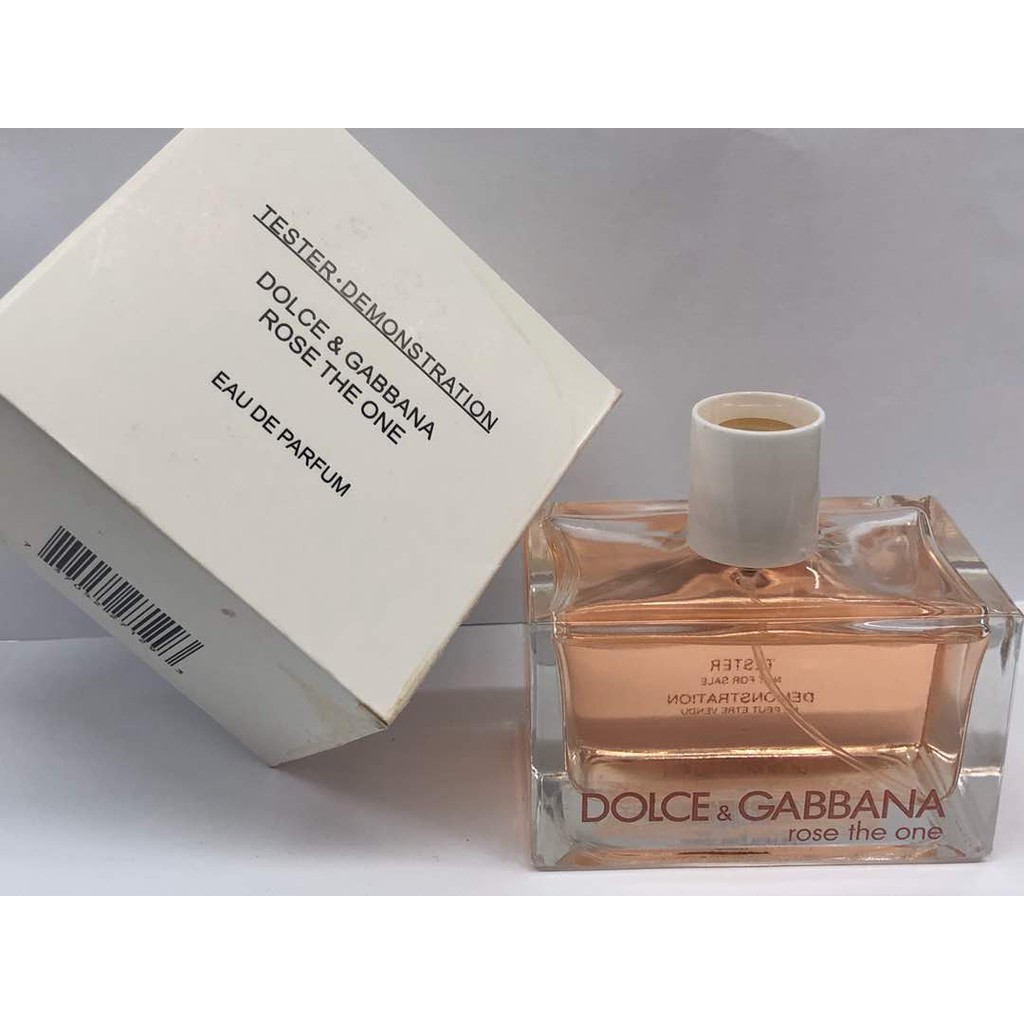 TESTER·DEMONSTRATION
DOLCE & GABBANA
ROSE THE ONE
EAU DE PARFUM
TESTER
NOT FOR SALE
DEMONSTRATION
NE PEUT ETRE VENDU
DOLCE & GABBANA
rose the one